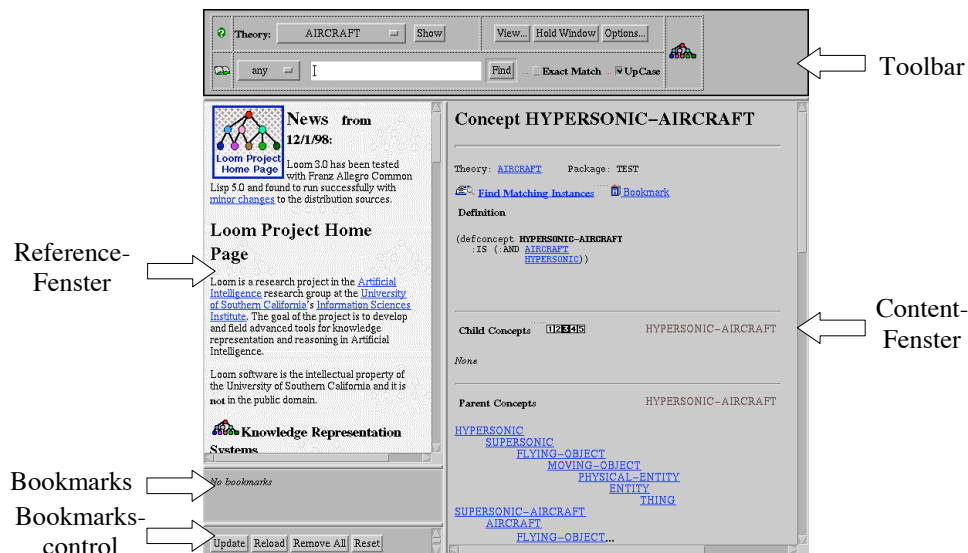 Theory: AIRCRAFT Show View... Hold Window Options...
any Find Exact Match UpCase
Toolbar
Loom Project
Home Page
News from
12/1/98:
Loom 3.0 has been tested
with Franz Allegro Common
Lisp 5.0 and found to run successfully with
minor changes to the distribution sources.
Loom Project Home
Page
Loom is a research project in the Artificial
Intelligence research group at the University
of Southern California's Information Sciences
Institute. The goal of the project is to develop
and field advanced tools for knowledge
representation and reasoning in Artificial
Intelligence.
Loom software is the intellectual property of
the University of Southern California and it is
not in the public domain.
Knowledge Representation
Systems
Reference-
Fenster
No bookmarks
Bookmarks
Update Reload Remove All Reset
Bookmarks-
control
Concept HYPERSONIC–AIRCRAFT
Theory: AIRCRAFT Package: TEST
Find Matching Instances Bookmark
Definition
(defconcept HYPERSONIC-AIRCRAFT
:IS (:AND AIRCRAFT
HYPERSONIC))
Child Concepts 1 2 3 4 5 HYPERSONIC–AIRCRAFT
None
Parent Concepts HYPERSONIC–AIRCRAFT
HYPERSONIC
SUPERSONIC
FLYING–OBJECT
MOVING–OBJECT
PHYSICAL–ENTITY
ENTITY
THING
SUPERSONIC–AIRCRAFT
AIRCRAFT
FLYING–OBJECT...
Content-
Fenster